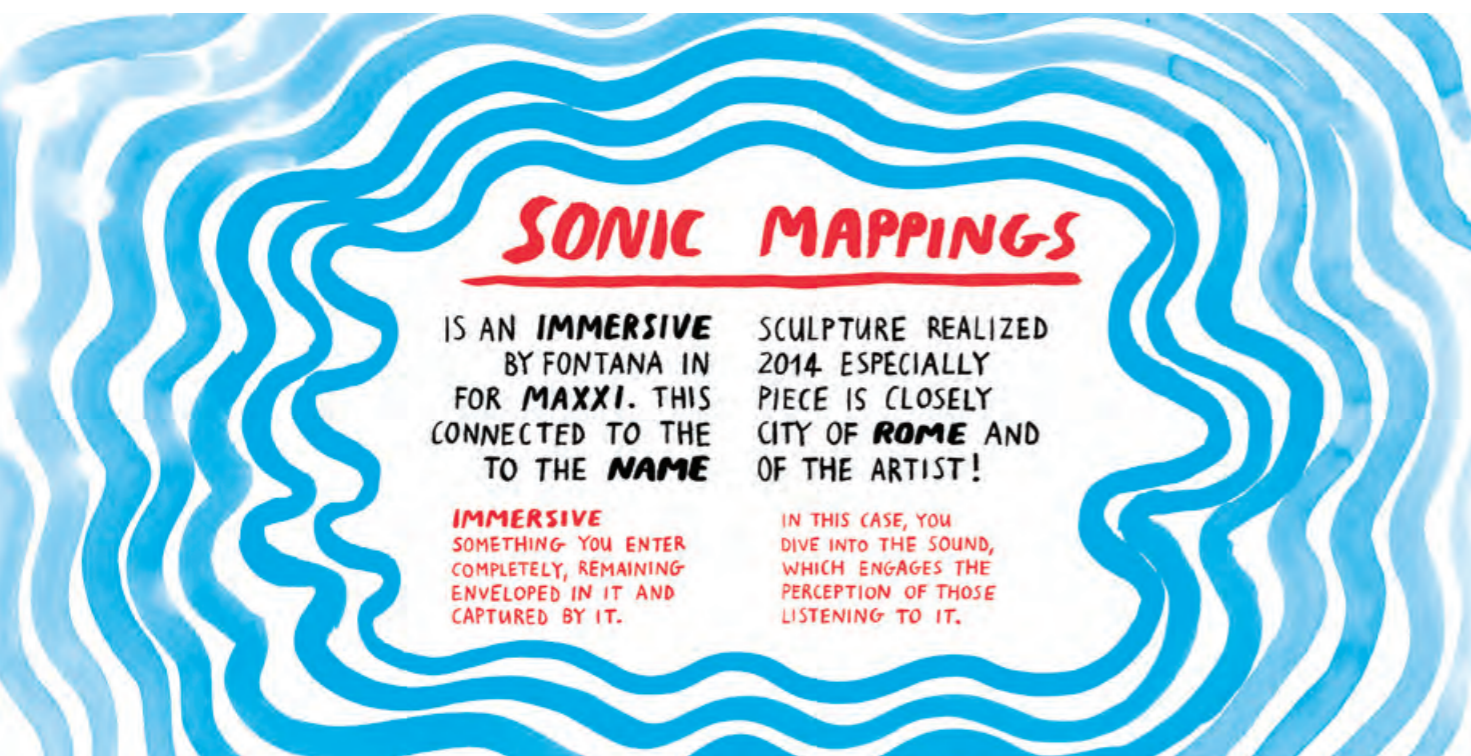 SONIC MAPPINGS
IS AN IMMERSIVE SCULPTURE REALIZED
BY FONTANA IN 2014 ESPECIALLY
FOR MAXXI. THIS PIECE IS CLOSELY
CONNECTED TO THE CITY OF ROME AND
TO THE NAME OF THE ARTIST!
IMMERSIVE
SOMETHING YOU ENTER
COMPLETELY, REMAINING
ENVELOPED IN IT AND
CAPTURED BY IT.
IN THIS CASE, YOU
DIVE INTO THE SOUND,
WHICH ENGAGES THE
PERCEPTION OF THOSE
LISTENING TO IT.